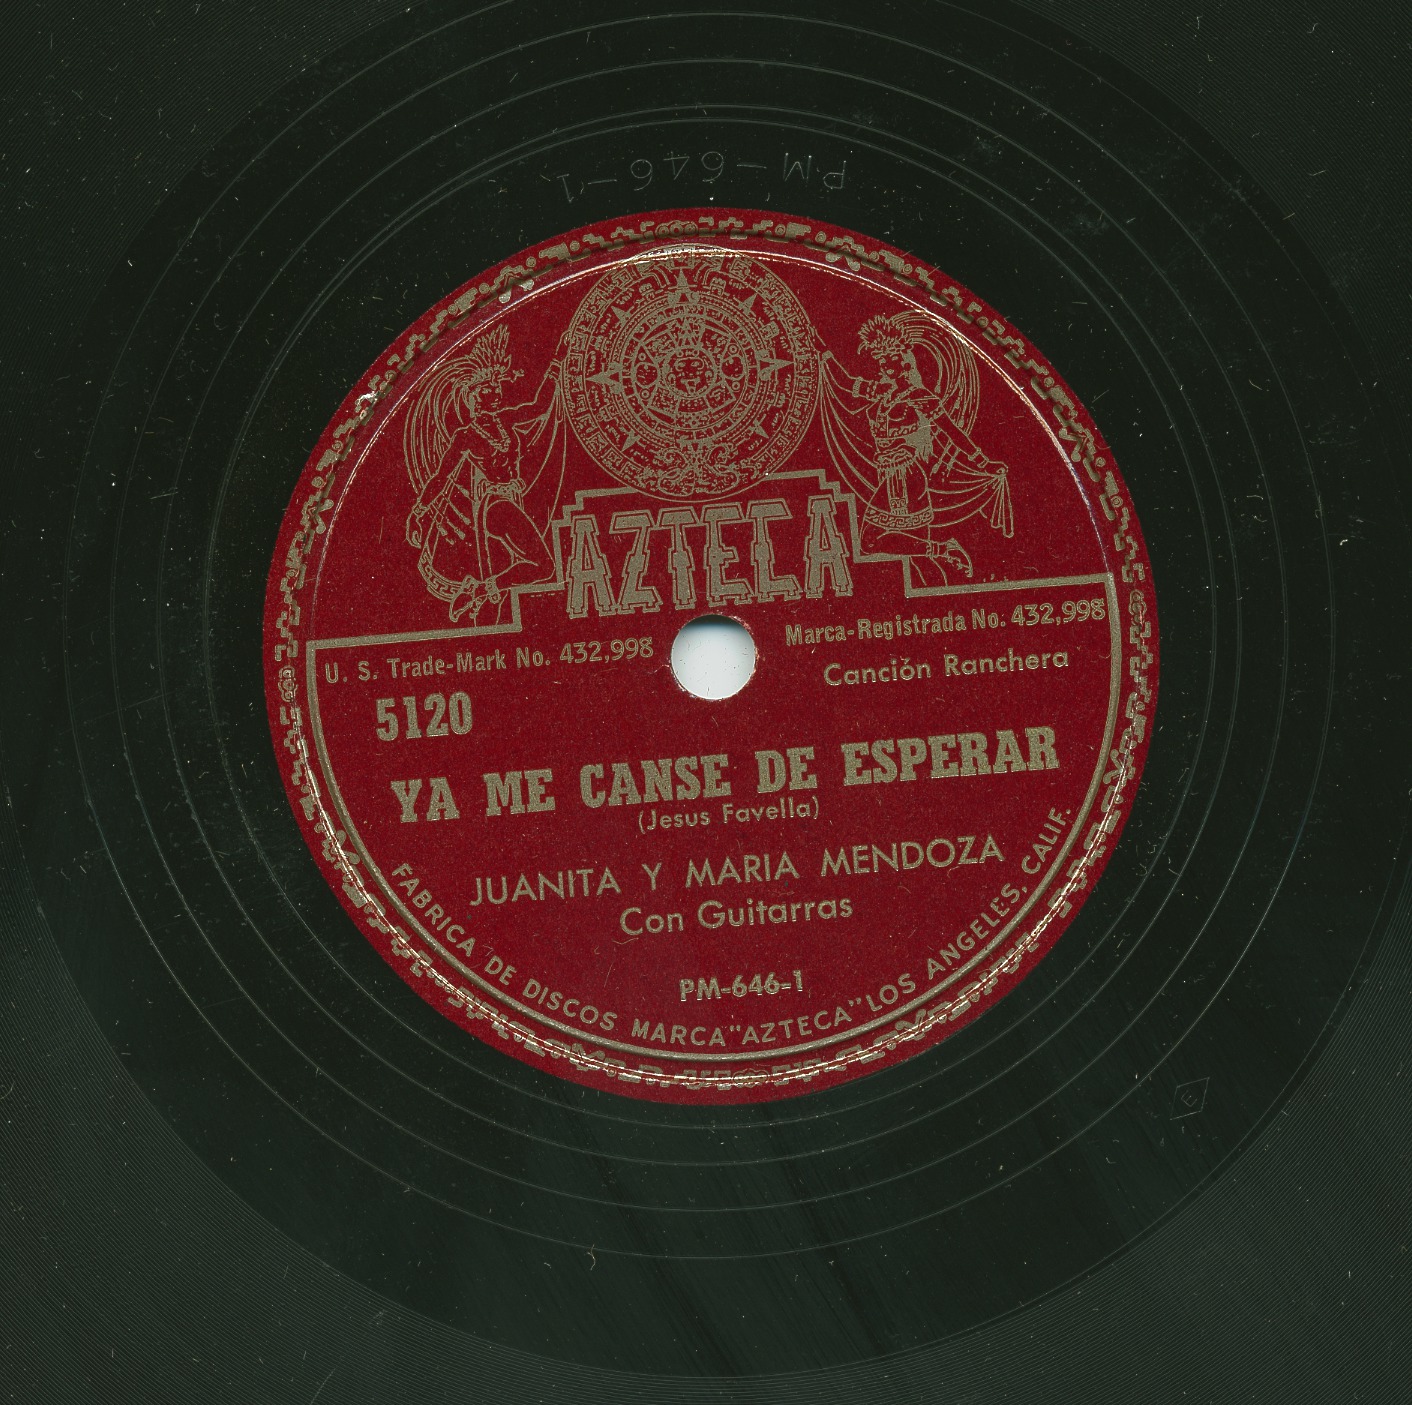 PM-646-1
AZTECA
U. S. Trade-Mark No. 432,998
Marca-Registrada No. 432,998
Canción Ranchera
5120
YA ME CANSE DE ESPERAR
(Jesus Favella)
JUANITA Y MARIA MENDOZA
Con Guitarras
PM-646-1
FABRICA DE DISCOS MARCA "AZTECA" LOS ANGELES, CALIF.
E